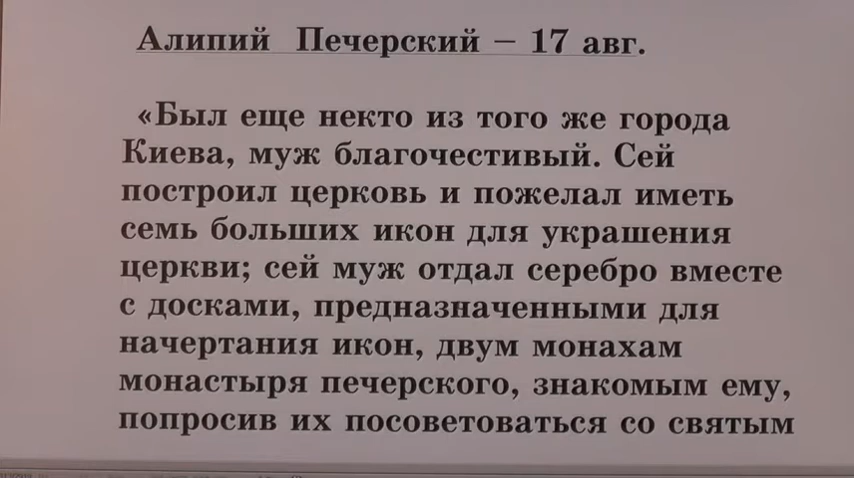 Алипий Печерский – 17 авг.
«Был еще некто из того же города
Киева, муж благочестивый. Сей
построил церковь и пожелал иметь
семь больших икон для украшения
церкви; сей муж отдал серебро вместе
с досками, предназначенными для
начертания икон, двум монахам
монастыря печерского, знакомым ему,
попросив их посоветоваться со святым